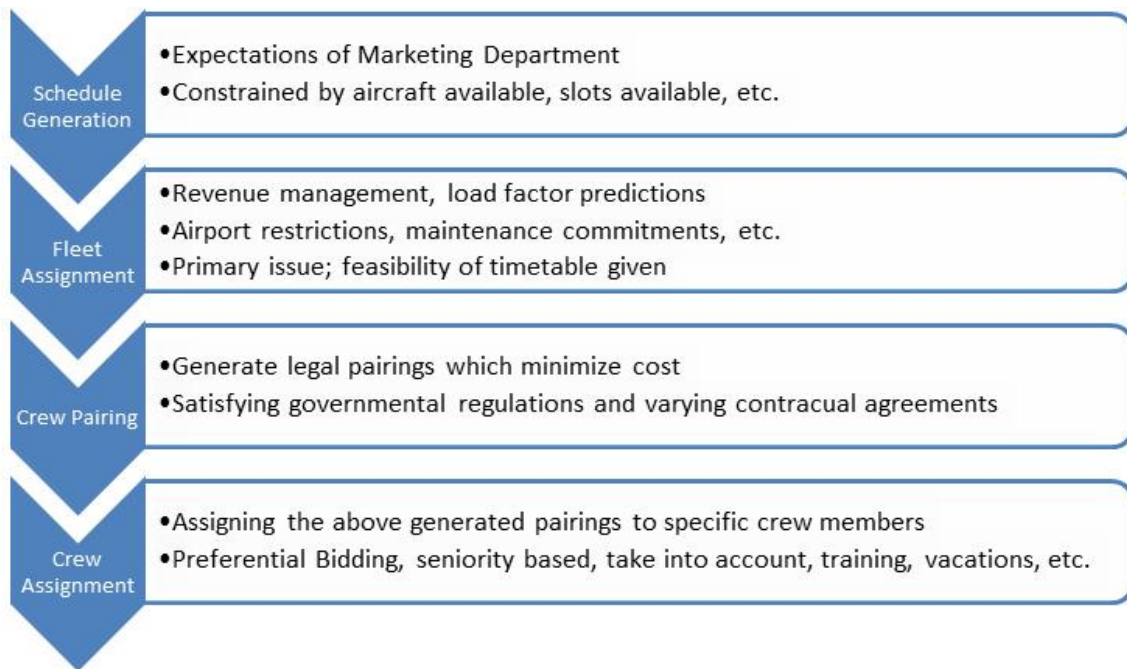 Schedule
Generation
•Expectations of Marketing Department
•Constrained by aircraft available, slots available, etc.
Fleet
Assignment
•Revenue management, load factor predictions
•Airport restrictions, maintenance commitments, etc.
•Primary issue; feasibility of timetable given
Crew Pairing
•Generate legal pairings which minimize cost
•Satisfying governmental regulations and varying contracual agreements
Crew
Assignment
•Assigning the above generated pairings to specific crew members
•Preferential Bidding, seniority based, take into account, training, vacations, etc.